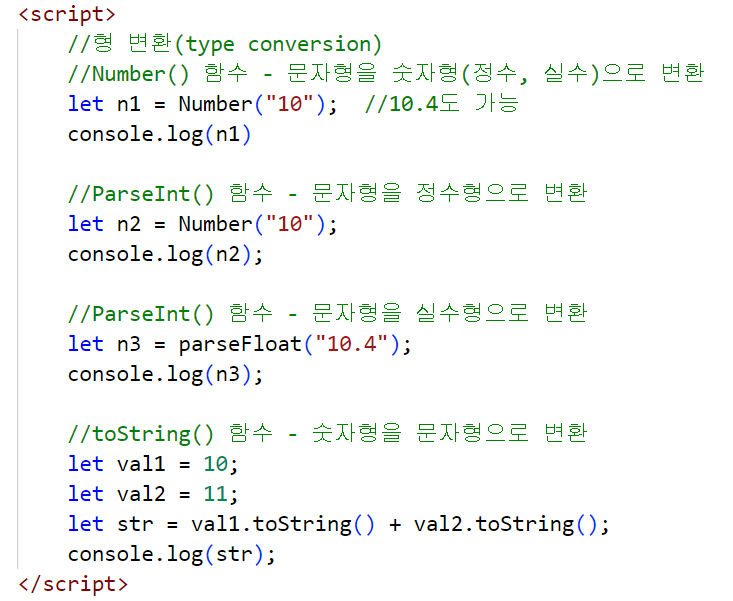 <script>
//형 변환(type conversion)
//Number() 함수 - 문자형을 숫자형(정수, 실수)으로 변환
let n1 = Number("10");  //10.4도 가능
console.log(n1)
//ParseInt() 함수 - 문자형을 정수형으로 변환
let n2 = Number("10");
console.log(n2);
//ParseInt() 함수 - 문자형을 실수형으로 변환
let n3 = parseFloat("10.4");
console.log(n3);
//toString() 함수 - 숫자형을 문자형으로 변환
let val1 = 10;
let val2 = 11;
let str = val1.toString() + val2.toString();
console.log(str);
</script>